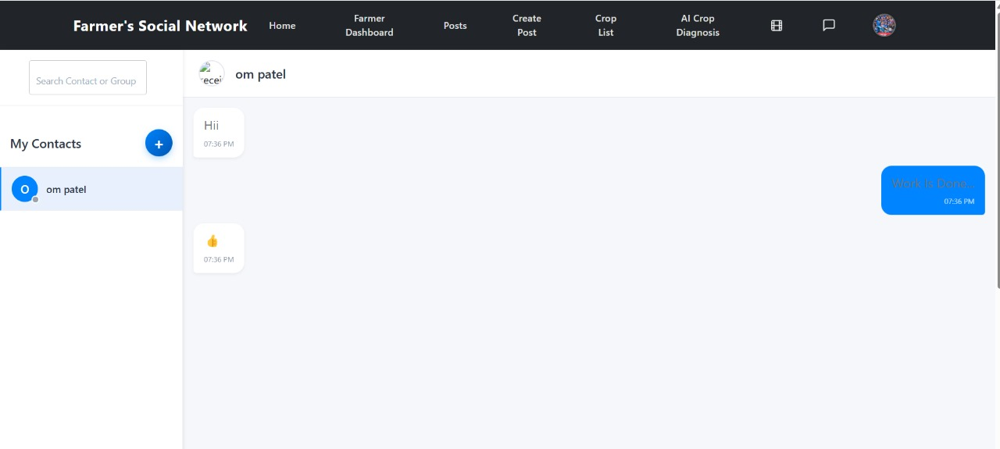 Farmer's Social Network
Home
Farmer
Dashboard
Posts
Create
Post
Crop
List
AI Crop
Diagnosis
Search Contact or Group
My Contacts
+
O
om patel
recei
om patel
Hii
07:36 PM
Work Is Done...
07:36 PM
👍
07:36 PM